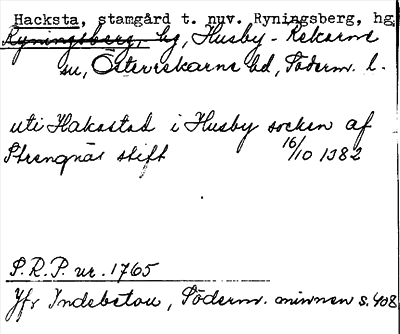 Hacksta, stamgård t. nuv. Ryningsberg, hg
Ryningsberg, hg, Husby-Rekarne
sn, Österrekarne hd, Söderm. l.
uti Hakastad i Husby socken af
Strengnäs stift 16/10 1382
S.R.P. nr. 1765
Jfr Indebetou, Söderm. minnen s.408